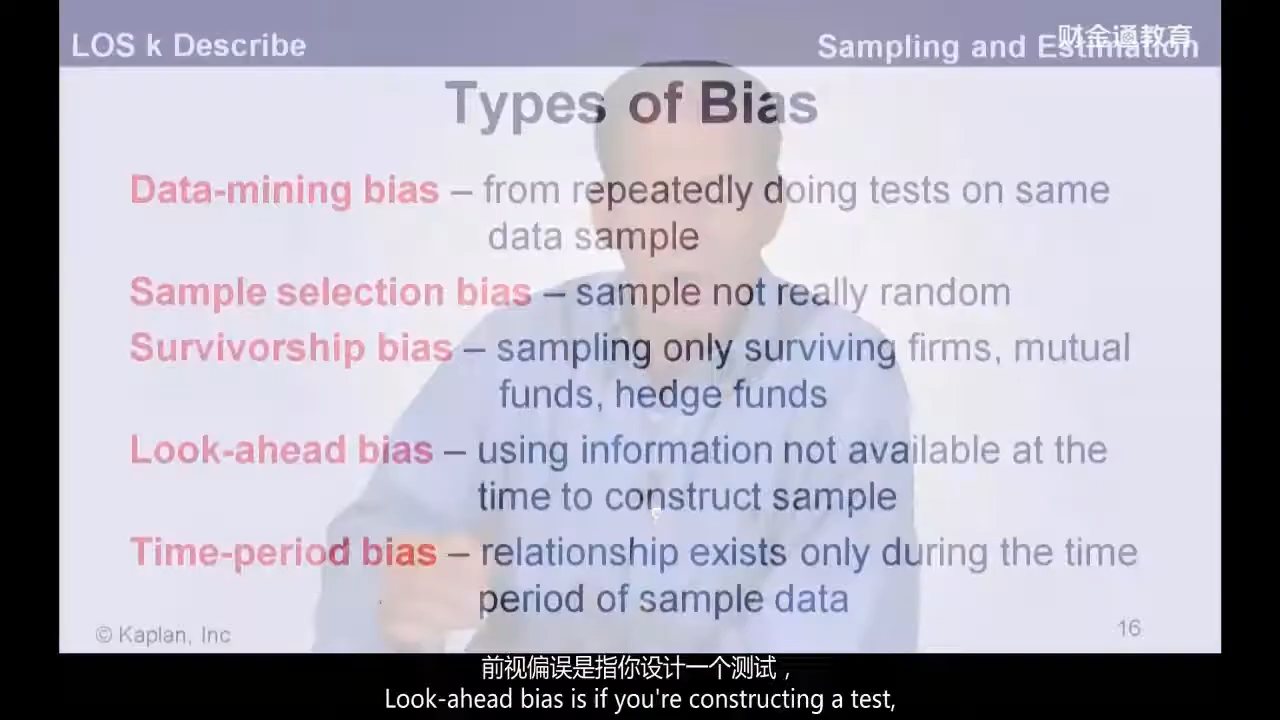 LOS k Describe
Sampling and Estimation
财金通教育
Types of Bias
Data-mining bias – from repeatedly doing tests on same
data sample
Sample selection bias – sample not really random
Survivorship bias – sampling only surviving firms, mutual
funds, hedge funds
Look-ahead bias – using information not available at the
time to construct sample
Time-period bias – relationship exists only during the time
period of sample data
© Kaplan, Inc
16
前视偏误是指你设计一个测试，
Look-ahead bias is if you're constructing a test,